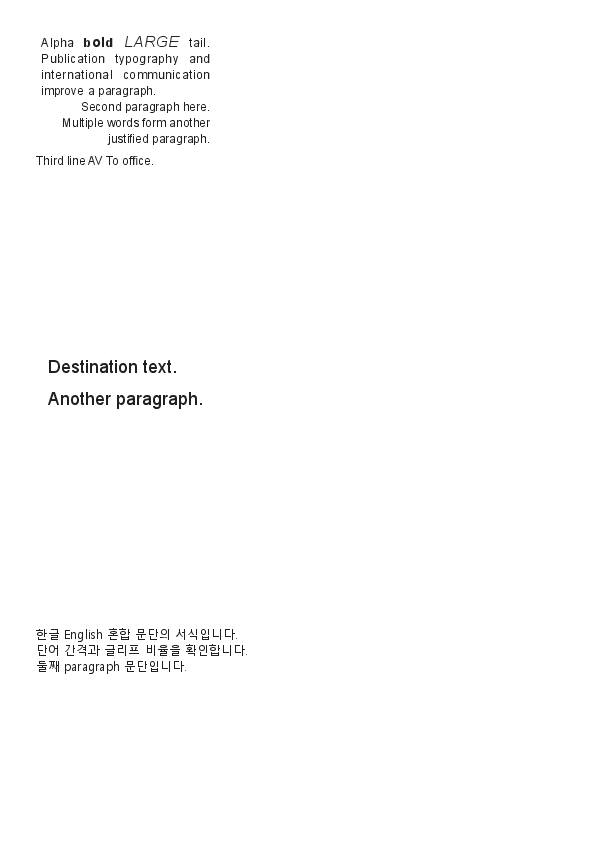 Alpha bold LARGE tail.
Publication typography and
international communication
improve a paragraph.
Second paragraph here.
Multiple words form another
justified paragraph.
Third line AV To office.
Destination text.
Another paragraph.
한글 English 혼합 문단의 서식입니다.
단어 간격과 글리프 비율을 확인합니다.
둘째 paragraph 문단입니다.